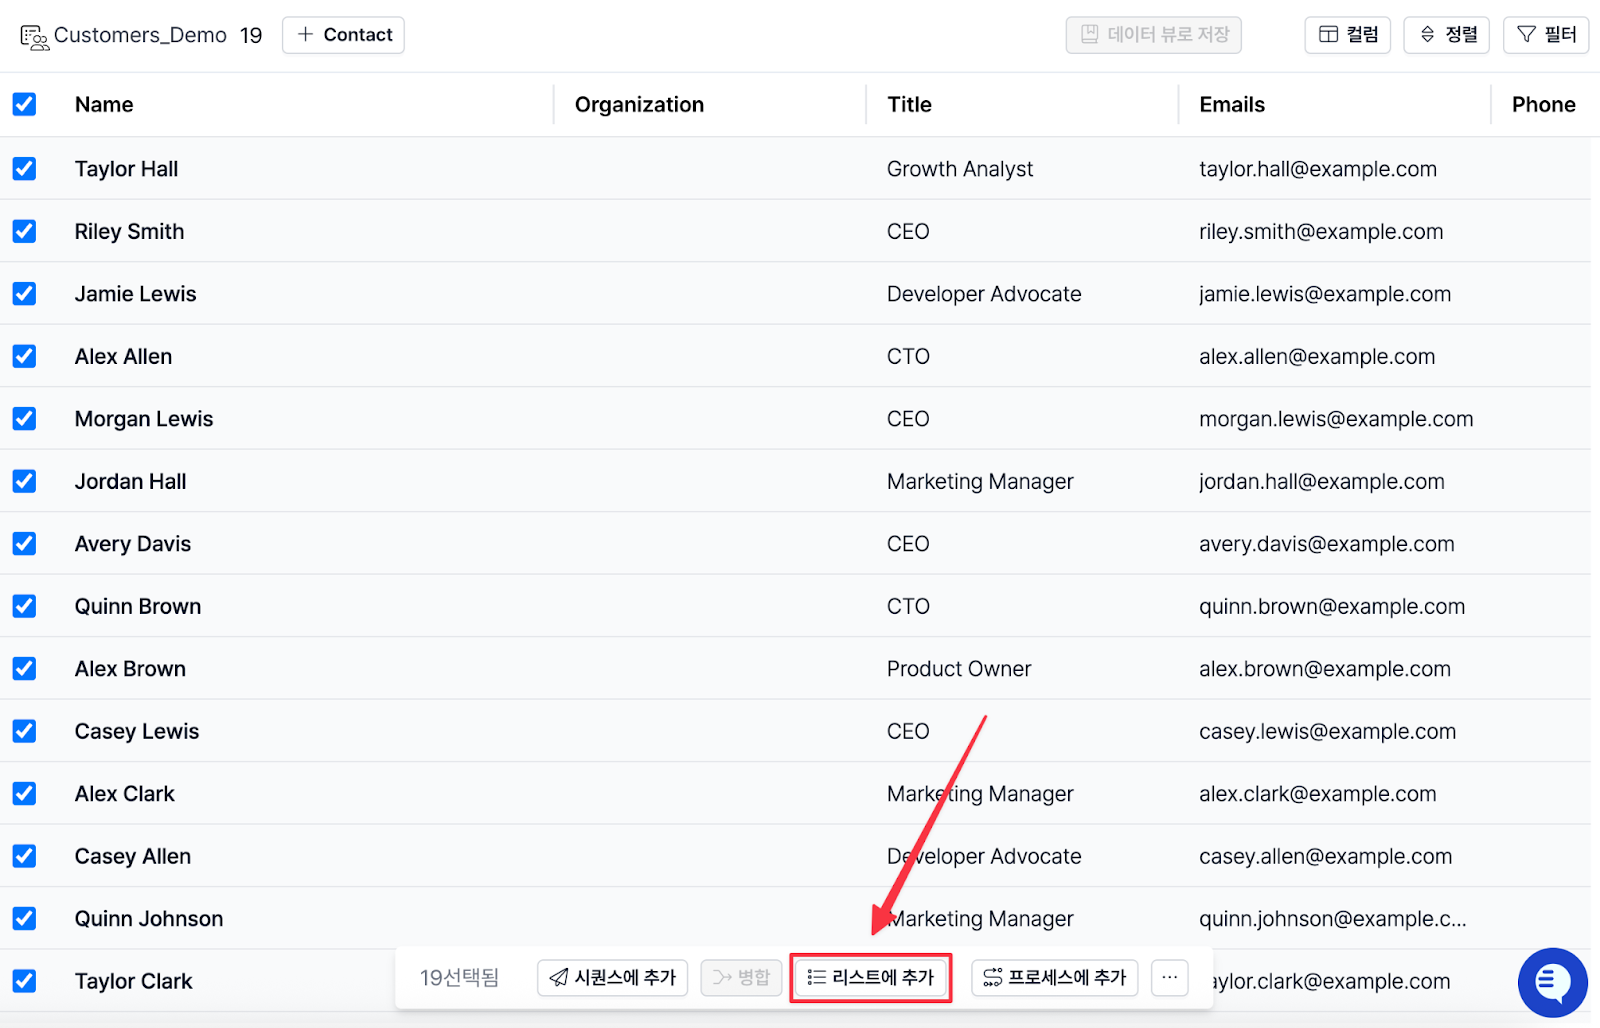 Customers_Demo 19 + Contact 데이터 뷰로 저장 컬럼 정렬 필터
Name Organization Title Emails Phone
Taylor Hall Growth Analyst taylor.hall@example.com
Riley Smith CEO riley.smith@example.com
Jamie Lewis Developer Advocate jamie.lewis@example.com
Alex Allen CTO alex.allen@example.com
Morgan Lewis CEO morgan.lewis@example.com
Jordan Hall Marketing Manager jordan.hall@example.com
Avery Davis CEO avery.davis@example.com
Quinn Brown CTO quinn.brown@example.com
Alex Brown Product Owner alex.brown@example.com
Casey Lewis CEO casey.lewis@example.com
Alex Clark Marketing Manager alex.clark@example.com
Casey Allen Developer Advocate casey.allen@example.com
Quinn Johnson Marketing Manager quinn.johnson@example.c...
Taylor Clark aylor.clark@example.com
19선택됨 시퀀스에 추가 병합 리스트에 추가 프로세스에 추가 ...